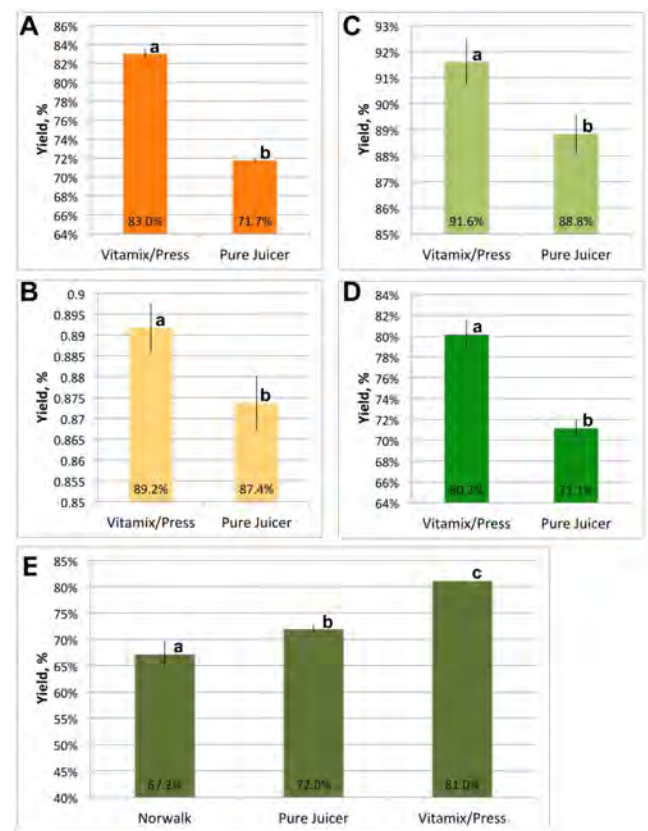 A
86%
84%
82%
80%
78%
76%
74%
72%
70%
68%
66%
64%
Yield, %
a
b
83.0%
71.7%
Vitamix/Press
Pure Juicer
C
93%
92%
91%
90%
89%
88%
87%
86%
85%
Yield, %
a
b
91.6%
88.8%
Vitamix/Press
Pure Juicer
B
0.9
0.895
0.89
0.885
0.88
0.875
0.87
0.865
0.86
0.855
0.85
Yield, %
a
b
89.2%
87.4%
Vitamix/Press
Pure Juicer
D
84%
82%
80%
78%
76%
74%
72%
70%
68%
66%
64%
Yield, %
a
b
71.1%
Vitamix/Press
Pure Juicer
E
85%
80%
75%
70%
65%
60%
55%
50%
45%
40%
Yield, %
a
b
c
72.0%
81.0%
Norwalk
Pure Juicer
Vitamix/Press